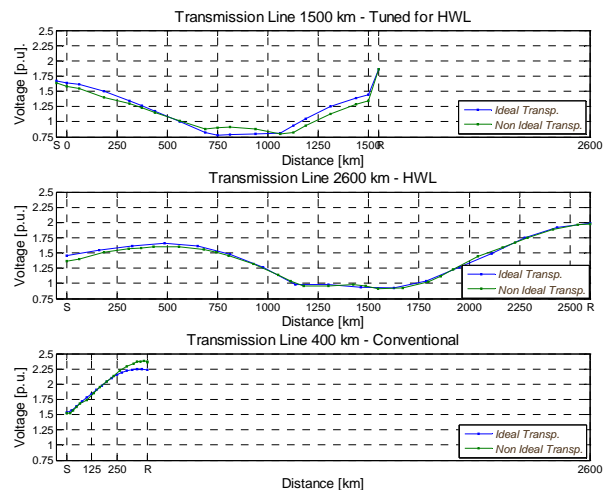 Transmission Line 1500 km - Tuned for HWL
Voltage [p.u.]
2.5
2.25
2
1.75
1.5
1.25
1
0.75
S 0 250 500 750 1000 1250 1500 R 2600
Distance [km]
Ideal Transp.
Non Ideal Transp.
Transmission Line 2600 km - HWL
Voltage [p.u.]
2.5
2.25
2
1.75
1.5
1.25
1
0.75
S 250 500 750 1000 1250 1500 1750 2000 2250 2500 R
Distance [km]
Ideal Transp.
Non Ideal Transp.
Transmission Line 400 km - Conventional
Voltage [p.u.]
2.5
2.25
2
1.75
1.5
1.25
1
0.75
S 125 250 R 2600
Distance [km]
Ideal Transp.
Non Ideal Transp.